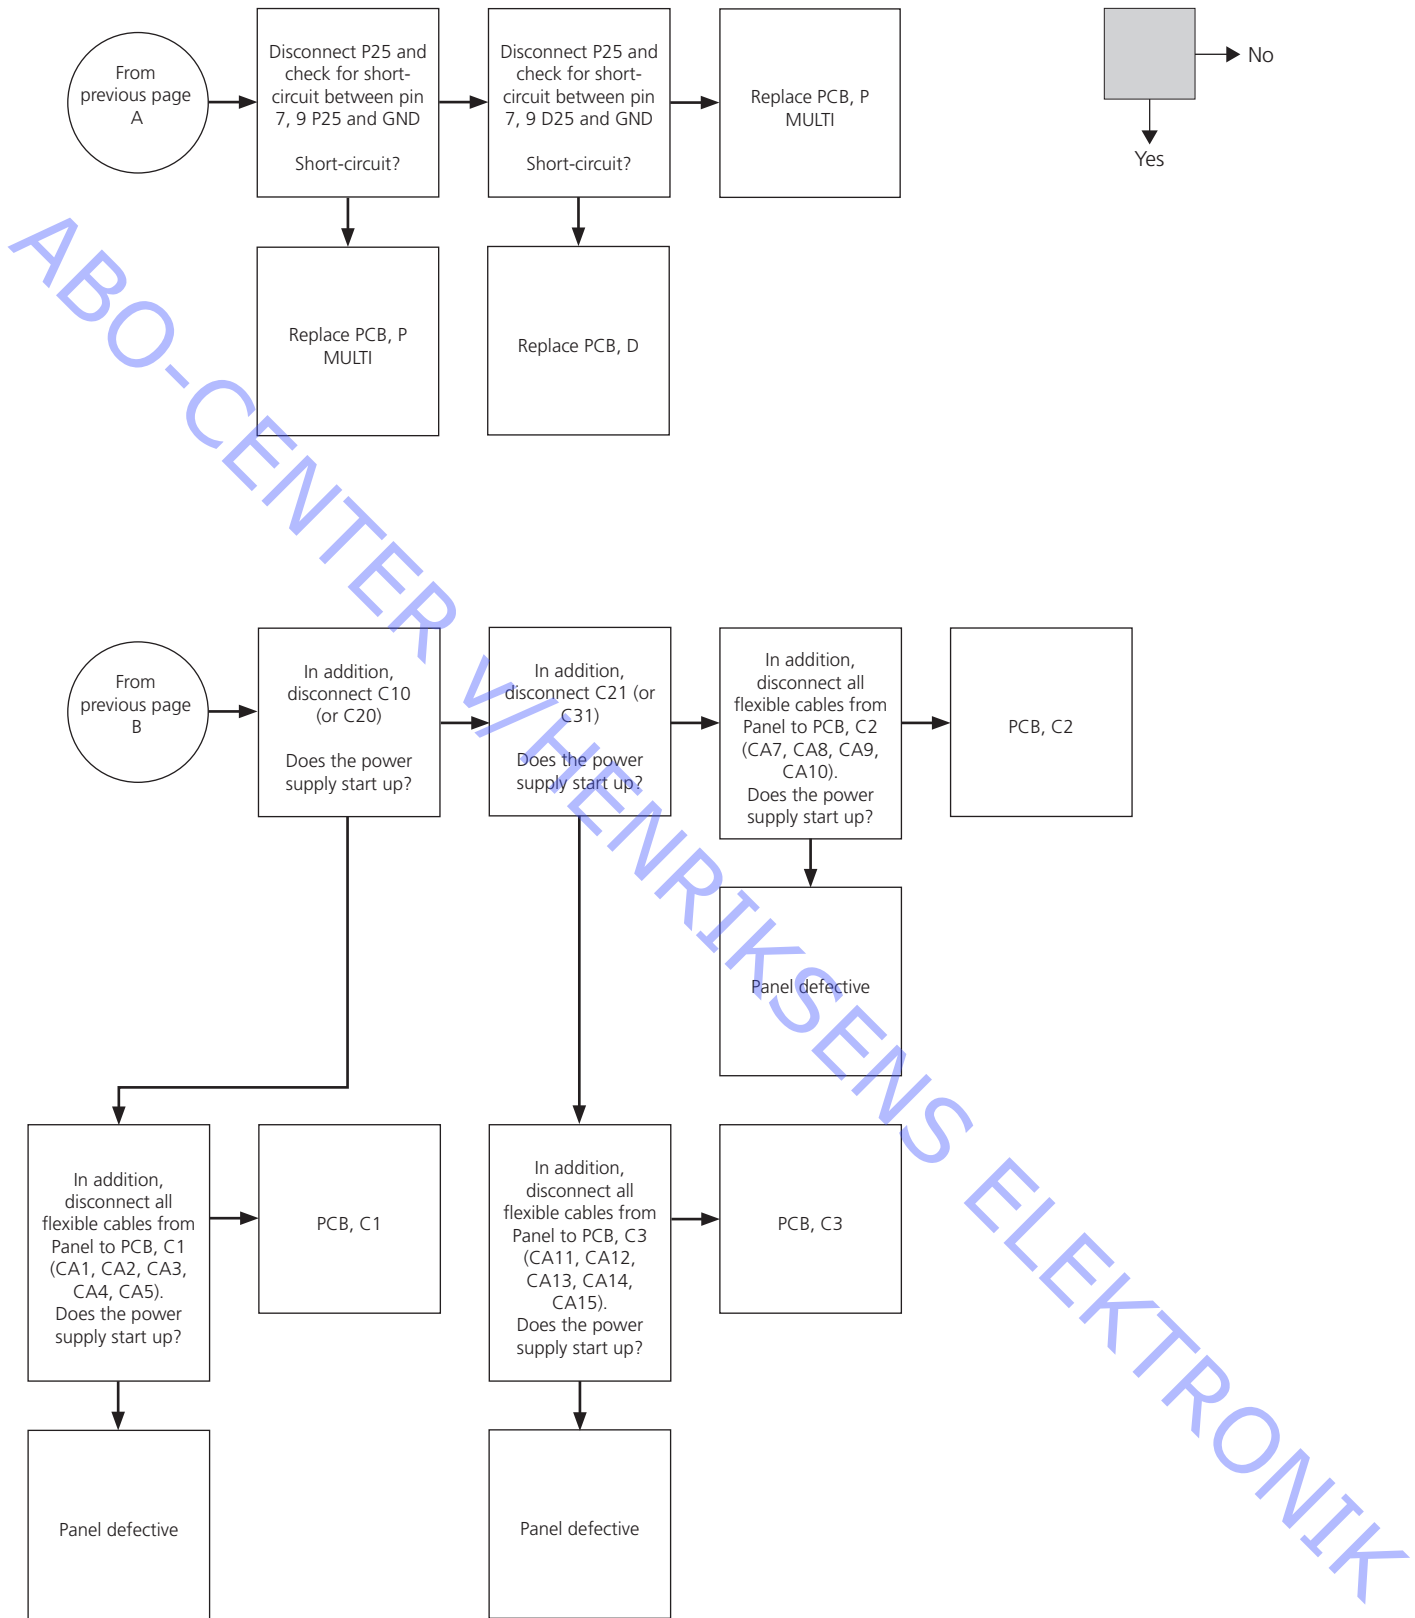 From
previous page
A
Disconnect P25 and
check for short-
circuit between pin
7, 9 P25 and GND
Short-circuit?
Disconnect P25 and
check for short-
circuit between pin
7, 9 D25 and GND
Short-circuit?
Replace PCB, P
MULTI
No
Yes
Replace PCB, P
MULTI
Replace PCB, D
ABO-CENTER v/HENRIKSENS ELEKTRONIK
From
previous page
B
In addition,
disconnect C10
(or C20)
Does the power
supply start up?
In addition,
disconnect C21 (or
C31)
Does the power
supply start up?
In addition,
disconnect all
flexible cables from
Panel to PCB, C2
(CA7, CA8, CA9,
CA10).
Does the power
supply start up?
PCB, C2
Panel defective
In addition,
disconnect all
flexible cables from
Panel to PCB, C1
(CA1, CA2, CA3,
CA4, CA5).
Does the power
supply start up?
PCB, C1
In addition,
disconnect all
flexible cables from
Panel to PCB, C3
(CA11, CA12,
CA13, CA14,
CA15).
Does the power
supply start up?
PCB, C3
Panel defective
Panel defective